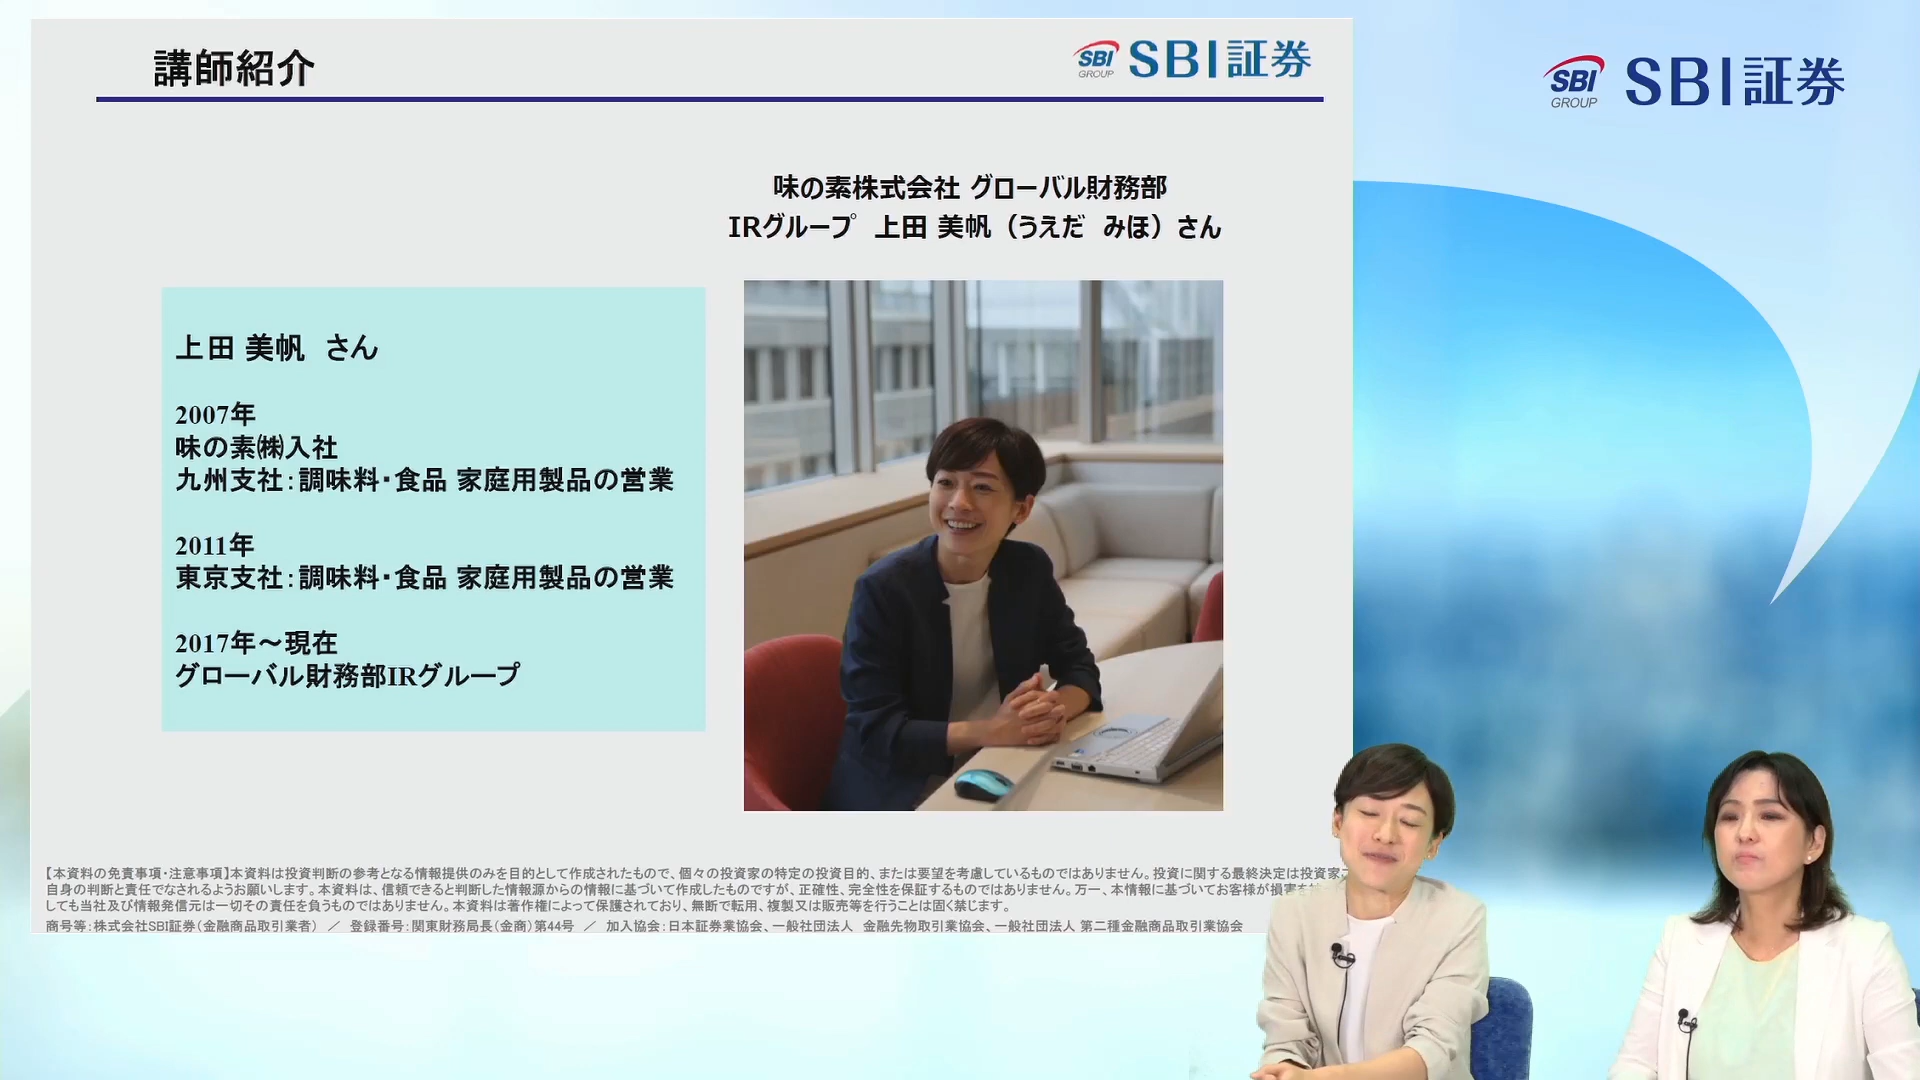 講師紹介
SBI GROUP SBI証券
SBI GROUP SBI証券
味の素株式会社 グローバル財務部
IRグループ 上田 美帆（うえだ みほ）さん
上田 美帆 さん
2007年
味の素㈱入社
九州支社：調味料・食品 家庭用製品の営業
2011年
東京支社：調味料・食品 家庭用製品の営業
2017年～現在
グローバル財務部IRグループ
【本資料の免責事項・注意事項】本資料は投資判断の参考となる情報提供のみを目的として作成されたもので、個々の投資家の特定の投資目的、または要望を考慮しているものではありません。投資に関する最終決定は投資家ご
自身の判断と責任でなされるようお願いします。本資料は、信頼できると判断した情報源からの情報に基づいて作成したものですが、正確性、完全性を保証するものではありません。万一、本情報に基づいてお客様が損害を
しても当社及び情報発信元は一切その責任を負うものではありません。本資料は著作権によって保護されており、無断で転用、複製又は販売等を行うことは固く禁じます。
商号等：株式会社SBI証券（金融商品取引業者） ／ 登録番号：関東財務局長（金商）第44号 ／ 加入協会：日本証券業協会、一般社団法人 金融先物取引業協会、一般社団法人 第二種金融商品取引業協会